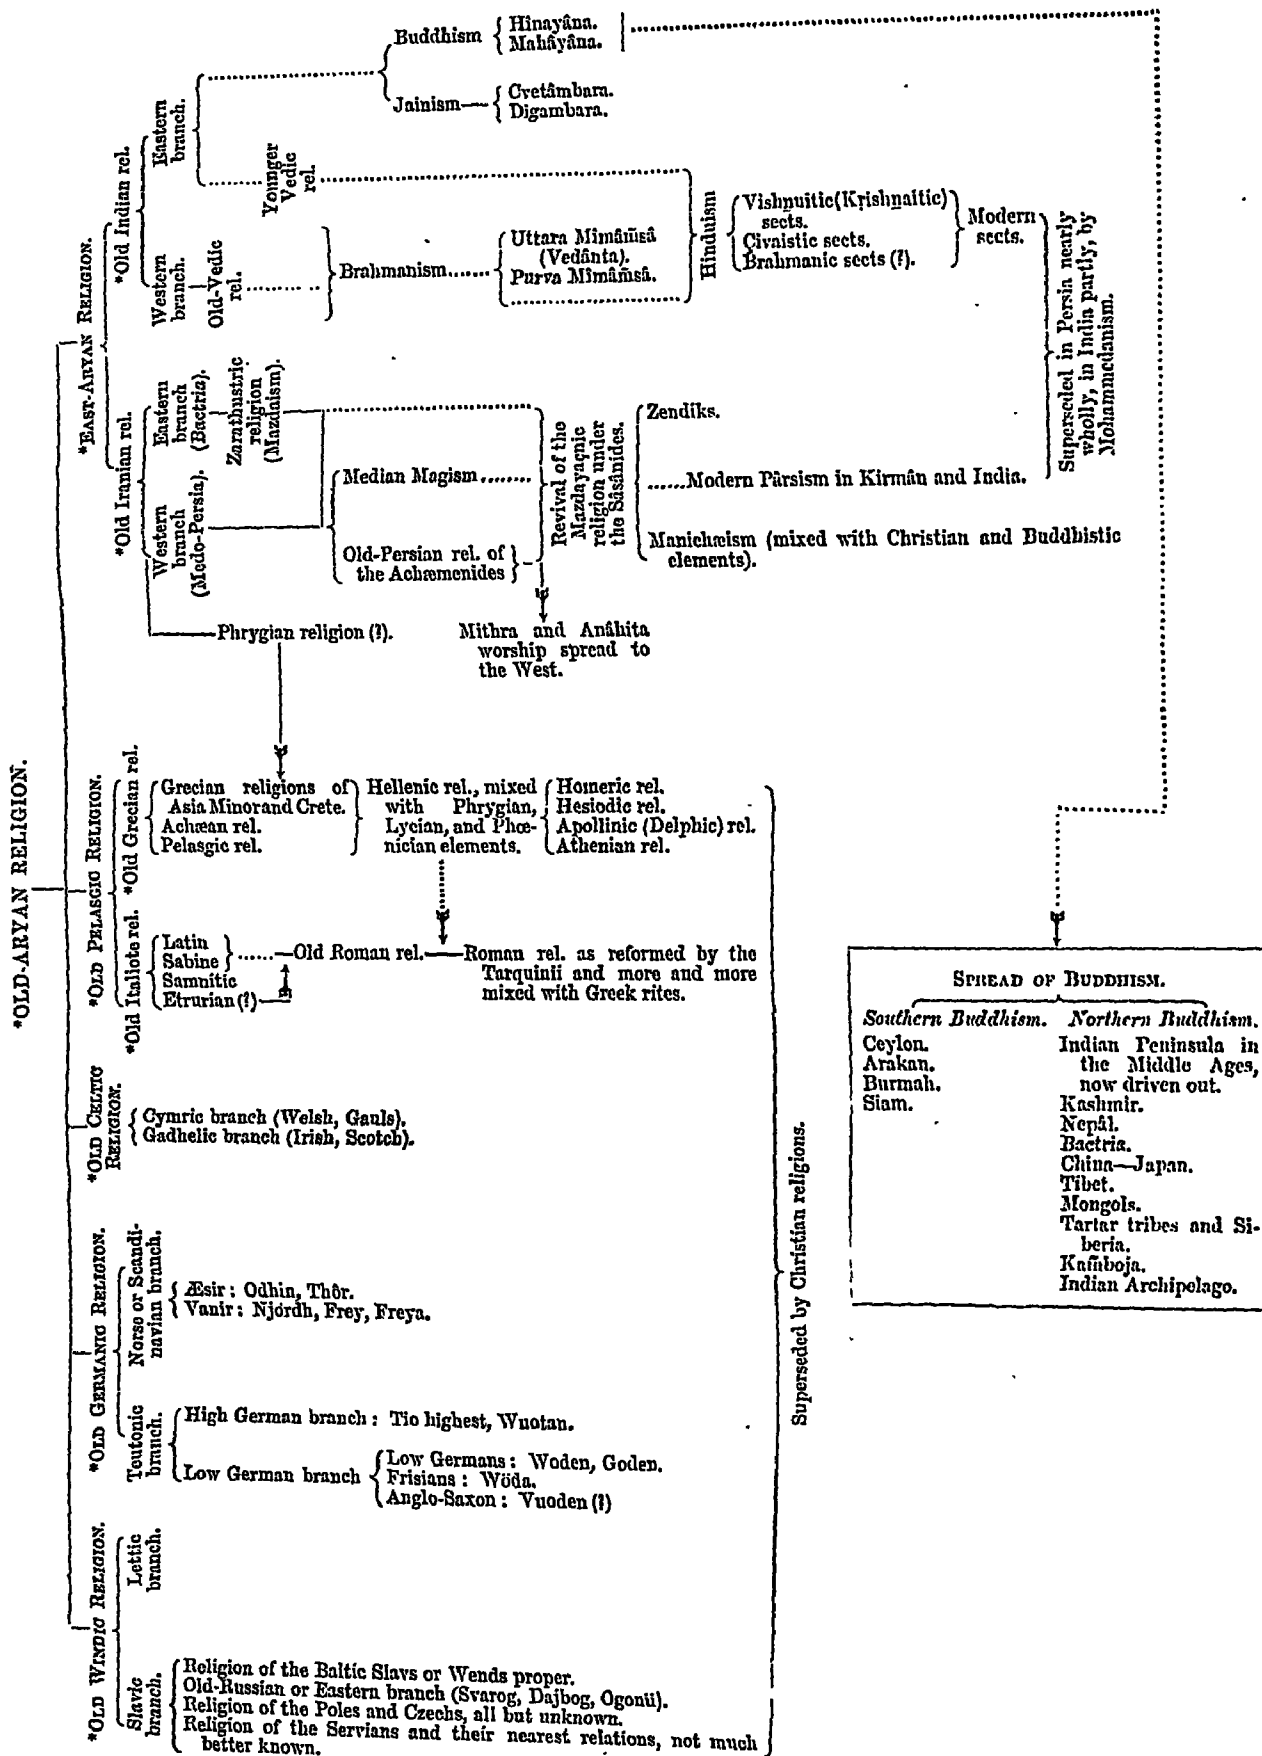 *OLD-ARYAN RELIGION.
*EAST-ARYAN RELIGION.
*Old Indian rel.
Eastern
branch.
Buddhism
Hînayâna.
Mahâyâna.
Jainism
Çvetâmbara.
Digambara.
Younger
Vedic
rel.
Western
branch.
Old-Vedic
rel.
Brahmanism
Uttara Mimâm̃sâ
(Vedânta).
Purva Mimâm̃sâ.
Hinduism
Vishṇuitic (Kṛishṇaitic)
sects.
Çivaistic sects.
Brahmanic sects (?).
Modern
sects.
Superseded in Persia nearly
wholly, in India partly, by
Mohammedanism.
*Old Iranian rel.
Eastern
branch
(Bactria).
Zarathustric
religion
(Mazdaism).
Western
branch
(Medo-Persia).
Median Magism
Old-Persian rel. of
the Achæmenides
Revival of the
Mazdayaçnic
religion under
the Sâsânides.
Zendiks.
Modern Pârsism in Kirmân and India.
Manichæism (mixed with Christian and Buddhistic
elements).
Phrygian religion (?).
Mithra and Anâhita
worship spread to
the West.
*OLD PELASGIC RELIGION.
*Old Grecian rel.
Grecian religions of
Asia Minor and Crete.
Achæan rel.
Pelasgic rel.
Hellenic rel., mixed
with Phrygian,
Lycian, and Phœ-
nician elements.
Homeric rel.
Hesiodic rel.
Apollinic (Delphic) rel.
Athenian rel.
*Old Italiote rel.
Latin
Sabine
Samnitic
Etrurian (?)
Old Roman rel.
Roman rel. as reformed by the
Tarquinii and more and more
mixed with Greek rites.
*OLD CELTIC
RELIGION.
Cymric branch (Welsh, Gauls).
Gadhelic branch (Irish, Scotch).
*OLD GERMANIC RELIGION.
Norse or Scandi-
navian branch.
Æsir: Odhin, Thôr.
Vanir: Njördh, Frey, Freya.
Teutonic
branch.
High German branch: Tio highest, Wuotan.
Low German branch
Low Germans: Woden, Goden.
Frisians: Wöda.
Anglo-Saxon: Vuoden (?)
*OLD WINDIC RELIGION.
Lettic
branch.
Slavic
branch.
Religion of the Baltic Slavs or Wends proper.
Old-Russian or Eastern branch (Svarog, Dajbog, Ogonü).
Religion of the Poles and Czechs, all but unknown.
Religion of the Servians and their nearest relations, not much
better known.
Superseded by Christian religions.
SPREAD OF BUDDHISM.
Southern Buddhism.
Ceylon.
Arakan.
Burmah.
Siam.
Northern Buddhism.
Indian Peninsula in
the Middle Ages,
now driven out.
Kashmir.
Nepâl.
Bactria.
China—Japan.
Tibet.
Mongols.
Tartar tribes and Si-
beria.
Kam̃boja.
Indian Archipelago.